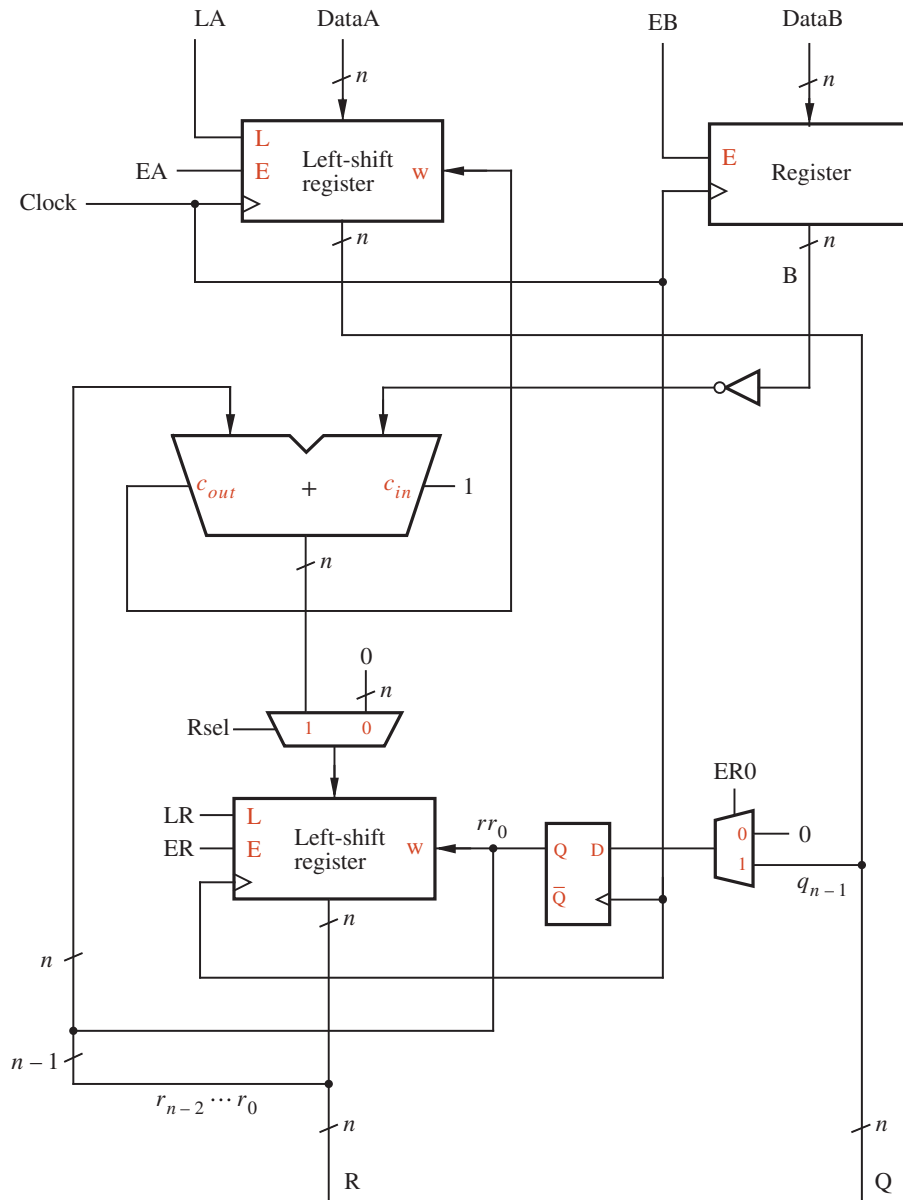 LA DataA EB DataB
n n
L
E
Left-shift
register
w
EA
Clock
E
Register
n n
B
c_out + c_in 1
n
0
n
Rsel 1 0
ER0
LR L
ER E
Left-shift
register
w
rr_0
Q D
Q̅
0 0
1
q_{n-1}
n
n
n – 1
r_{n-2} ··· r_0
n n
R Q